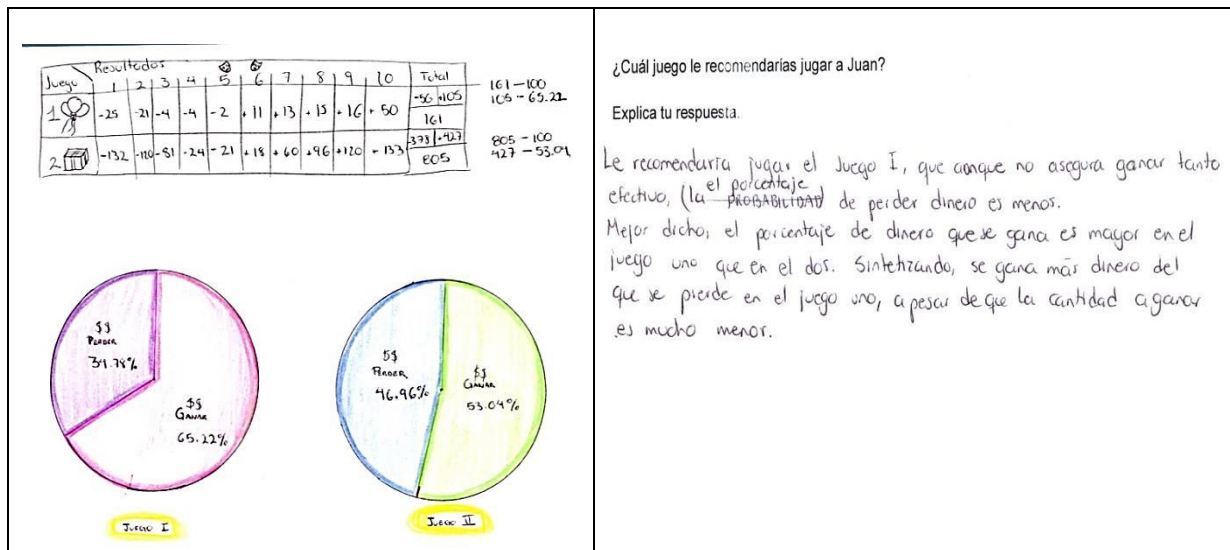 Resultados
Juego 1 2 3 4 5 6 7 8 9 10 Total
1 -25 -21 -4 -4 -2 +11 +13 +15 +16 +50 -56 +105
161
2 -132 -120 -81 -24 -21 +18 +60 +96 +120 +133 -378 +427
805
161-100
105-65.22
805-100
427-53.04
$$
PERDER
34.78%
$$
GANAR
65.22%
JUEGO I
$$
PERDER
46.96%
$$
GANAR
53.04%
JUEGO II
¿Cuál juego le recomendarías jugar a Juan?
Explica tu respuesta.
Le recomendaría jugar el Juego I, que aunque no asegura ganar tanto
efectivo, (la PROBABILIDAD el porcentaje) de perder dinero es menos.
Mejor dicho, el porcentaje de dinero que se gana es mayor en el
juego uno que en el dos. Sintetizando, se gana más dinero del
que se pierde en el juego uno, a pesar de que la cantidad a ganar
es mucho menor.